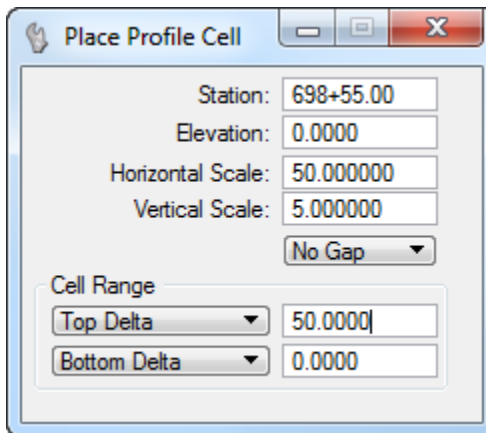 Place Profile Cell
Station: 698+55.00
Elevation: 0.0000
Horizontal Scale: 50.000000
Vertical Scale: 5.000000
No Gap
Cell Range
Top Delta 50.0000
Bottom Delta 0.0000